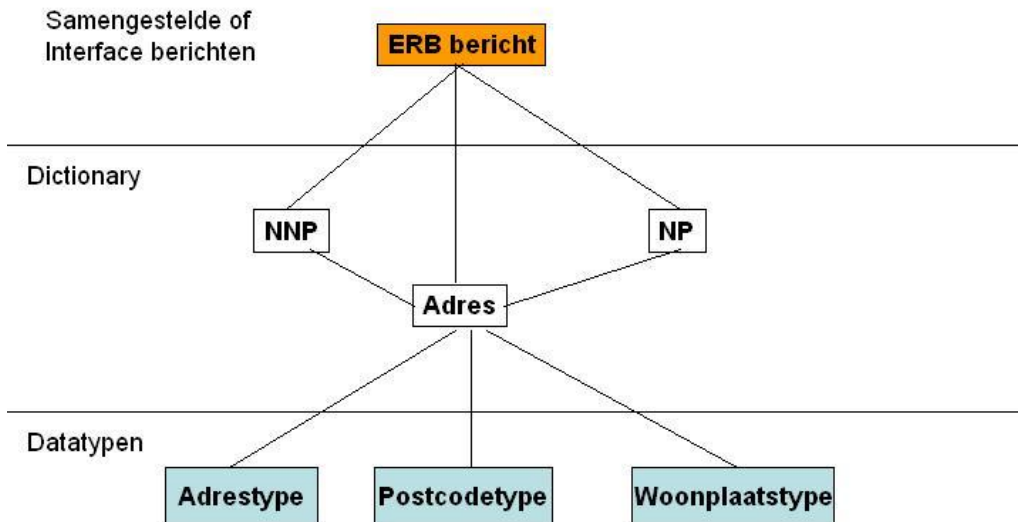 Samengestelde of
Interface berichten
ERB bericht
Dictionary
NNP
NP
Adres
Datatypen
Adrestype
Postcodetype
Woonplaatstype